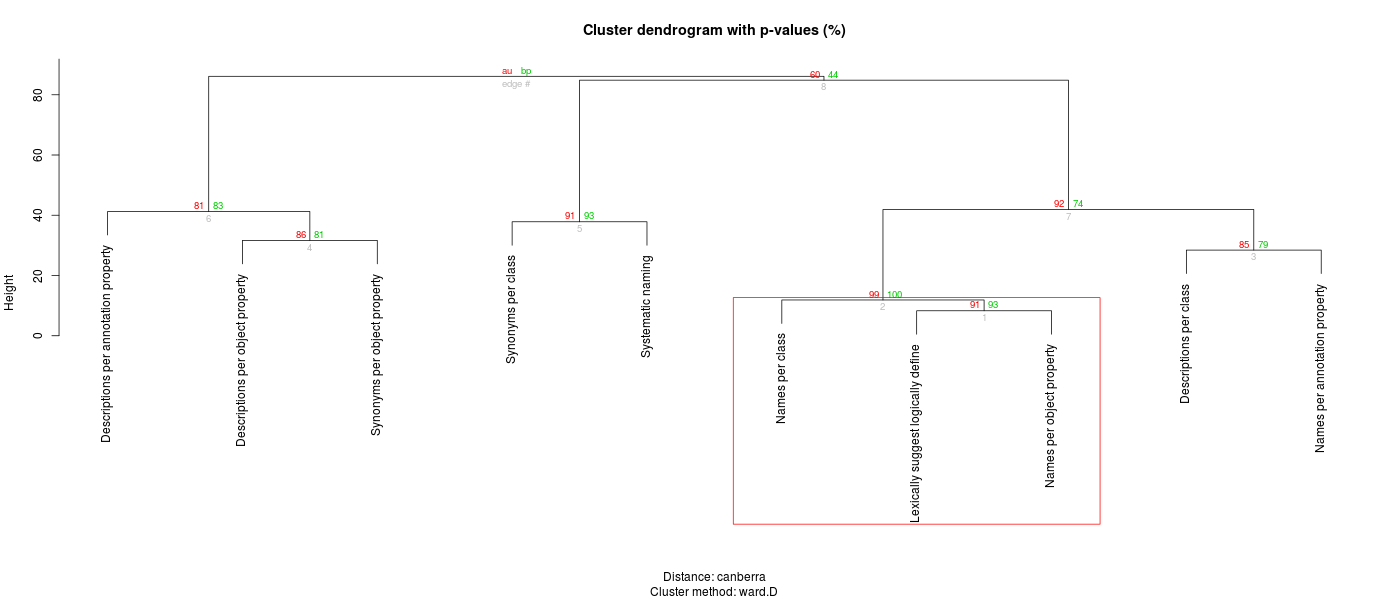 Cluster dendrogram with p-values (%)
au bp
edge #
60 44
8
80
60
40
20
0
Height
81 83
6
86 81
4
91 93
5
92 74
7
85 79
3
99 100
2
91 93
1
Descriptions per annotation property
Descriptions per object property
Synonyms per object property
Synonyms per class
Systematic naming
Names per class
Lexically suggest logically define
Names per object property
Descriptions per class
Names per annotation property
Distance: canberra
Cluster method: ward.D